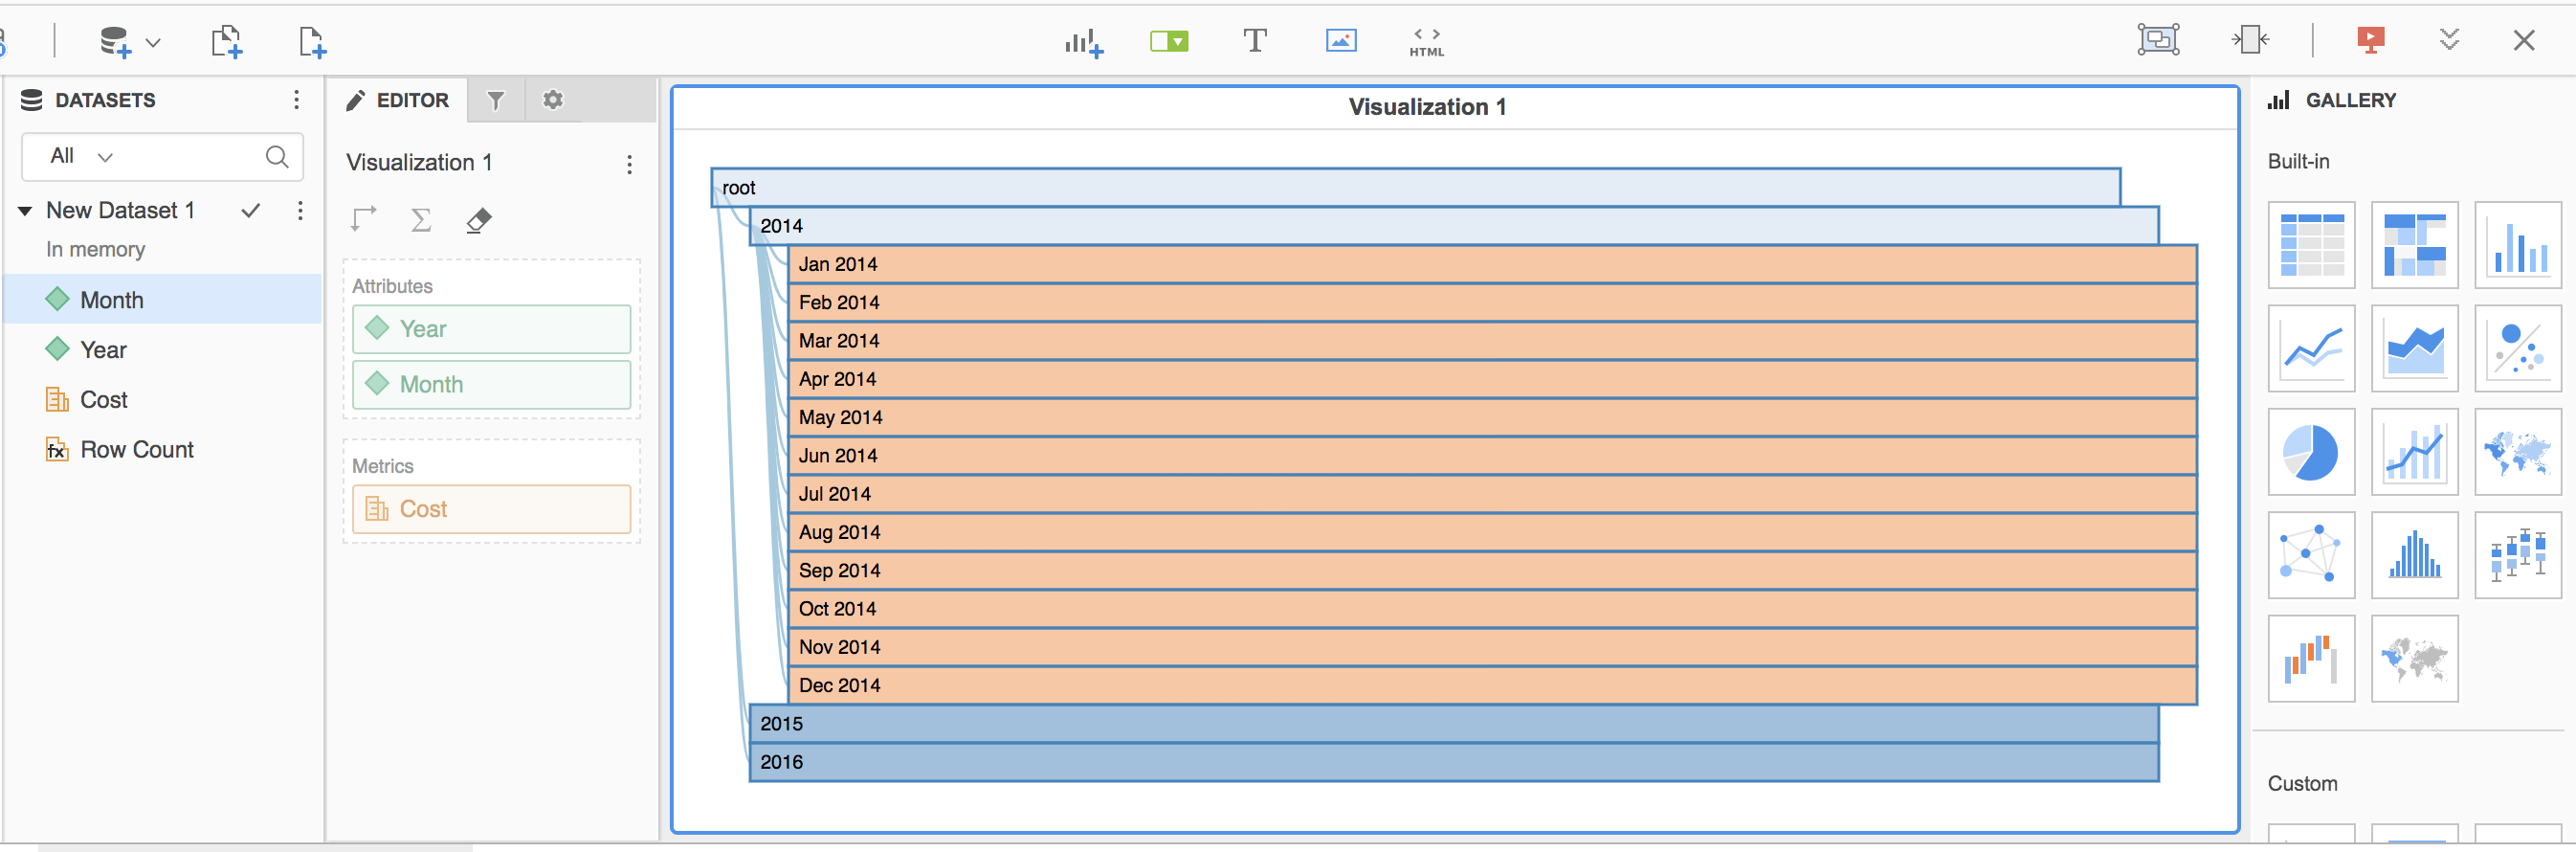 HTML
DATASETS
All
New Dataset 1
In memory
Month
Year
Cost
fx Row Count
EDITOR
Visualization 1
Attributes
Year
Month
Metrics
Cost
Visualization 1
root
2014
Jan 2014
Feb 2014
Mar 2014
Apr 2014
May 2014
Jun 2014
Jul 2014
Aug 2014
Sep 2014
Oct 2014
Nov 2014
Dec 2014
2015
2016
GALLERY
Built-in
Custom